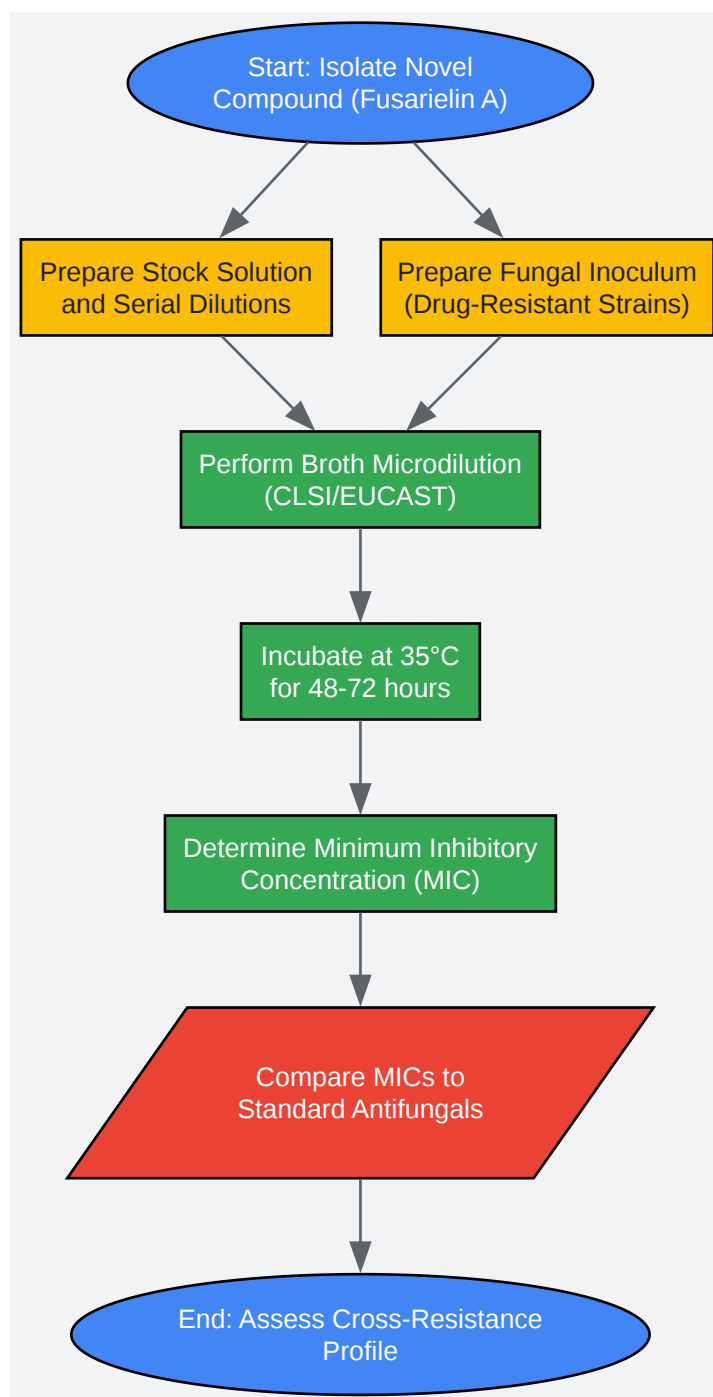 Start: Isolate Novel
Compound (Fusarielin A)
Prepare Stock Solution
and Serial Dilutions
Prepare Fungal Inoculum
(Drug-Resistant Strains)
Perform Broth Microdilution
(CLSI/EUCAST)
Incubate at 35°C
for 48-72 hours
Determine Minimum Inhibitory
Concentration (MIC)
Compare MICs to
Standard Antifungals
End: Assess Cross-Resistance
Profile